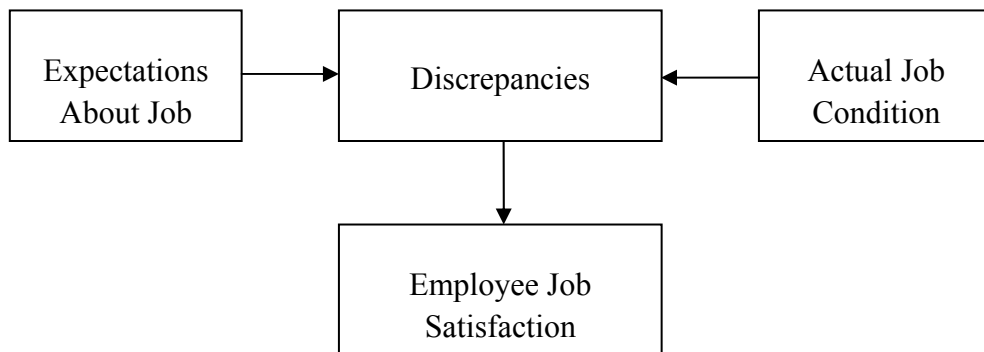 Expectations
About Job
Discrepancies
Actual Job
Condition
Employee Job
Satisfaction